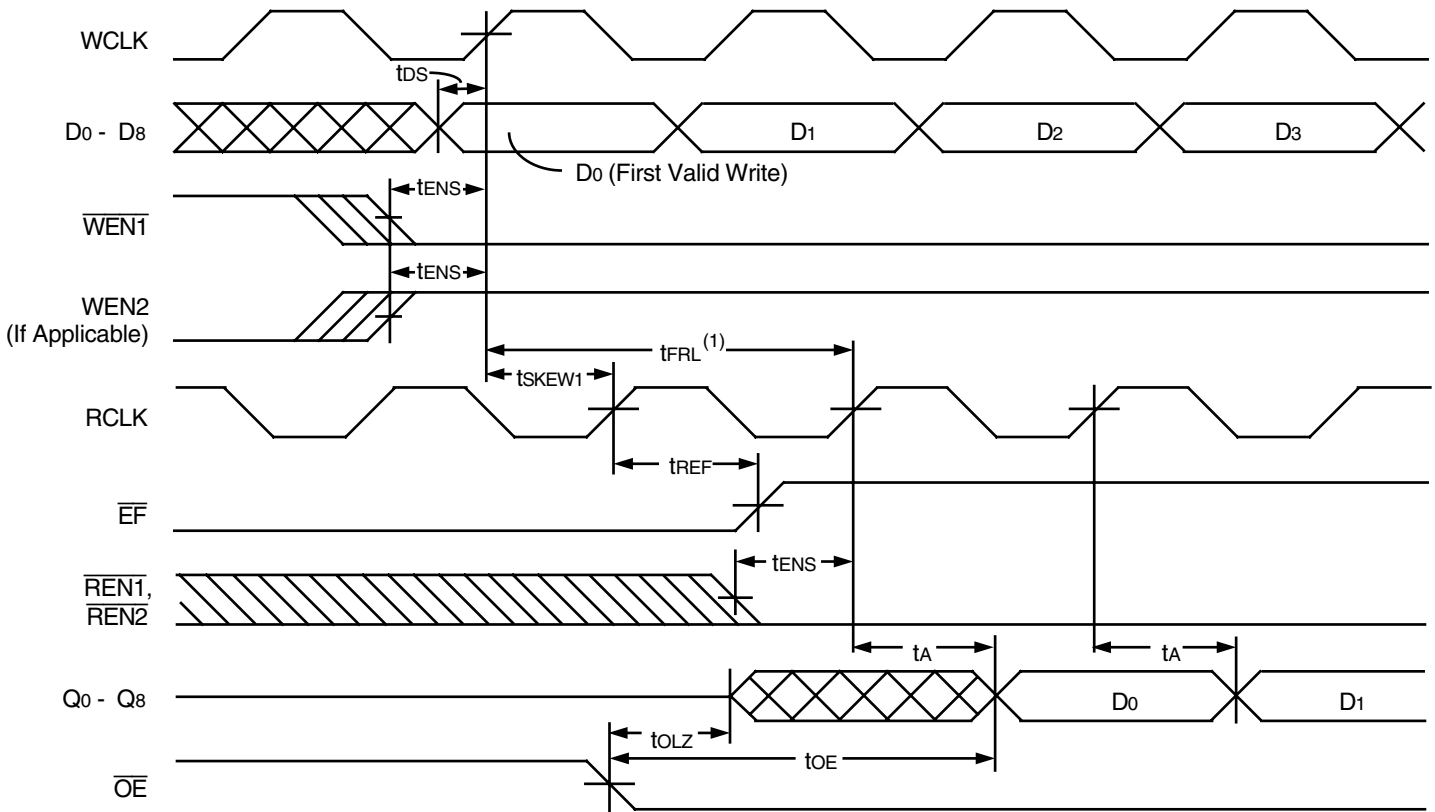 WCLK
tDS
D0 - D8
D1
D2
D3
D0 (First Valid Write)
tENS
WEN1
tENS
WEN2
(If Applicable)
tFRL(1)
tSKEW1
RCLK
tREF
EF
tENS
REN1,
REN2
tA
tA
Q0 - Q8
D0
D1
tOLZ
tOE
OE